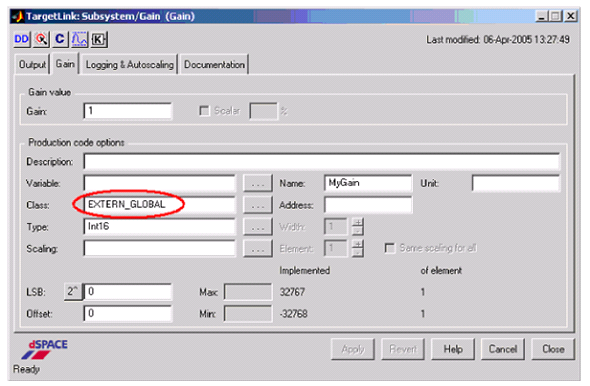 TargetLink: Subsystem/Gain (Gain)
DD C {K} Last modified: 06-Apr-2005 13:27:49
Output Gain Logging & Autoscaling Documentation
Gain value
Gain: 1 Scalar %
Production code options
Description:
Variable: ... Name: MyGain Unit:
Class: EXTERN_GLOBAL ... Address:
Type: Int16 ... Width: 1
Scaling: ... Element: 1 Same scaling for all
Implemented of element
LSB: 2^ 0 Max: 32767 1
Offset: 0 Min: -32768 1
dSPACE Apply Revert Help Cancel Close
Ready